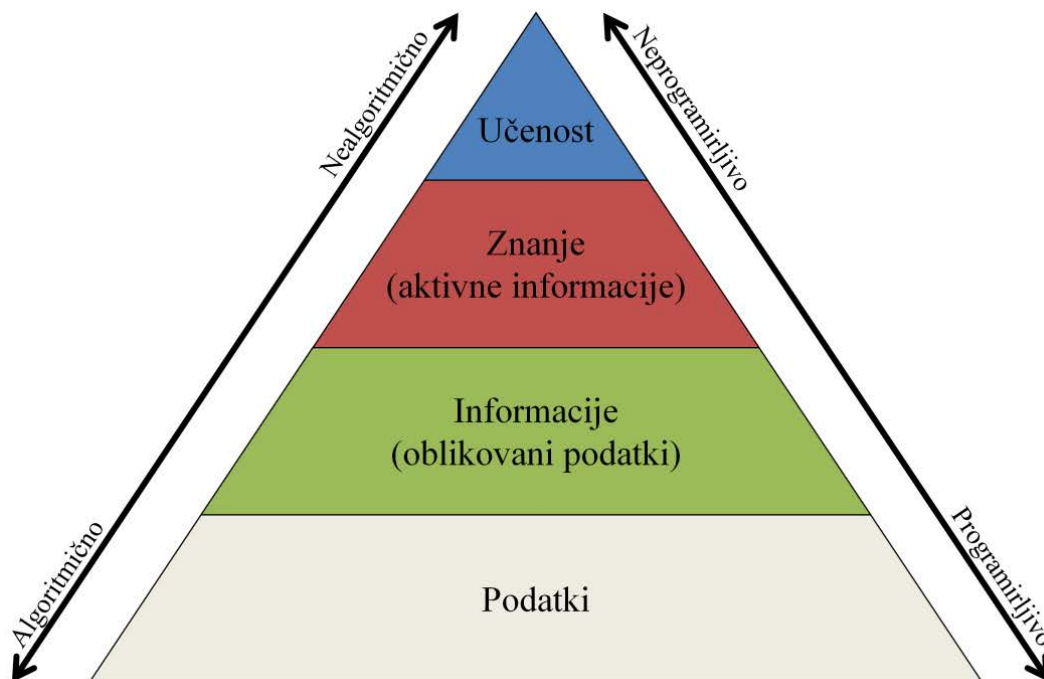 Nealgoritmično
Neprogramirljivo
Učenost
Znanje
(aktivne informacije)
Informacije
(oblikovani podatki)
Algoritmično
Programirljivo
Podatki